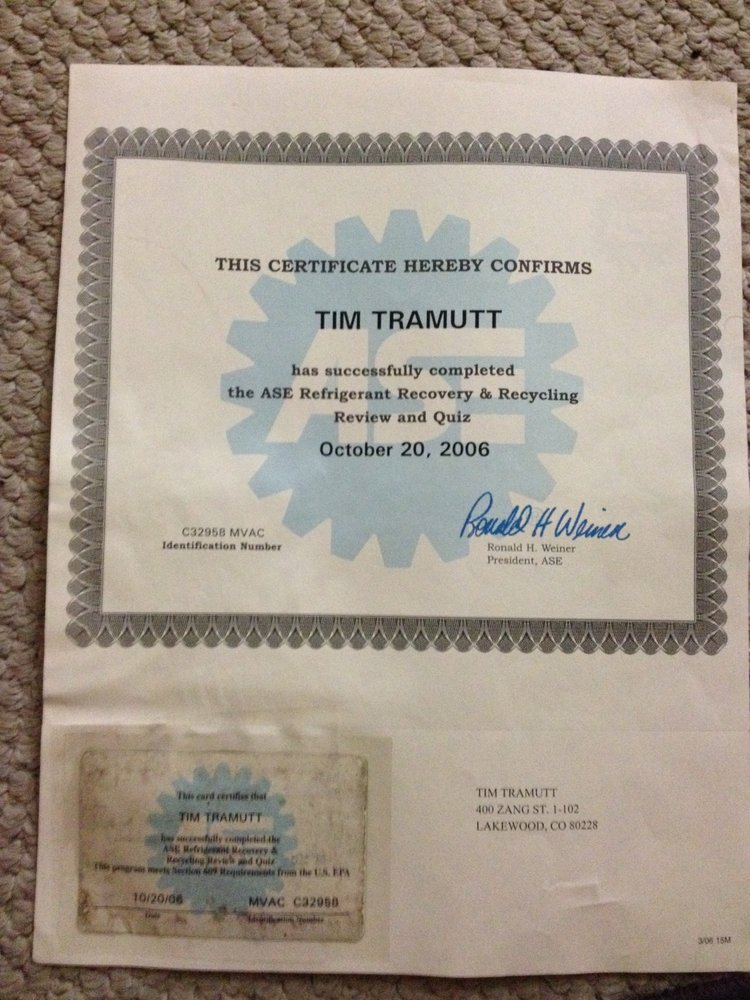 THIS CERTIFICATE HEREBY CONFIRMS
TIM TRAMUTT
has successfully completed
the ASE Refrigerant Recovery & Recycling
Review and Quiz
October 20, 2006
ASE
C32958 MVAC
Identification Number
Ronald H Weiner
Ronald H. Weiner
President, ASE
This card certifies that
TIM TRAMUTT
has successfully completed the
ASE Refrigerant Recovery &
Recycling Review and Quiz
This program meets Section 609 Requirements from the U.S. EPA
10/20/06 MVAC C32958
Date Identification Number
TIM TRAMUTT
400 ZANG ST. 1-102
LAKEWOOD, CO 80228
3/06 15M